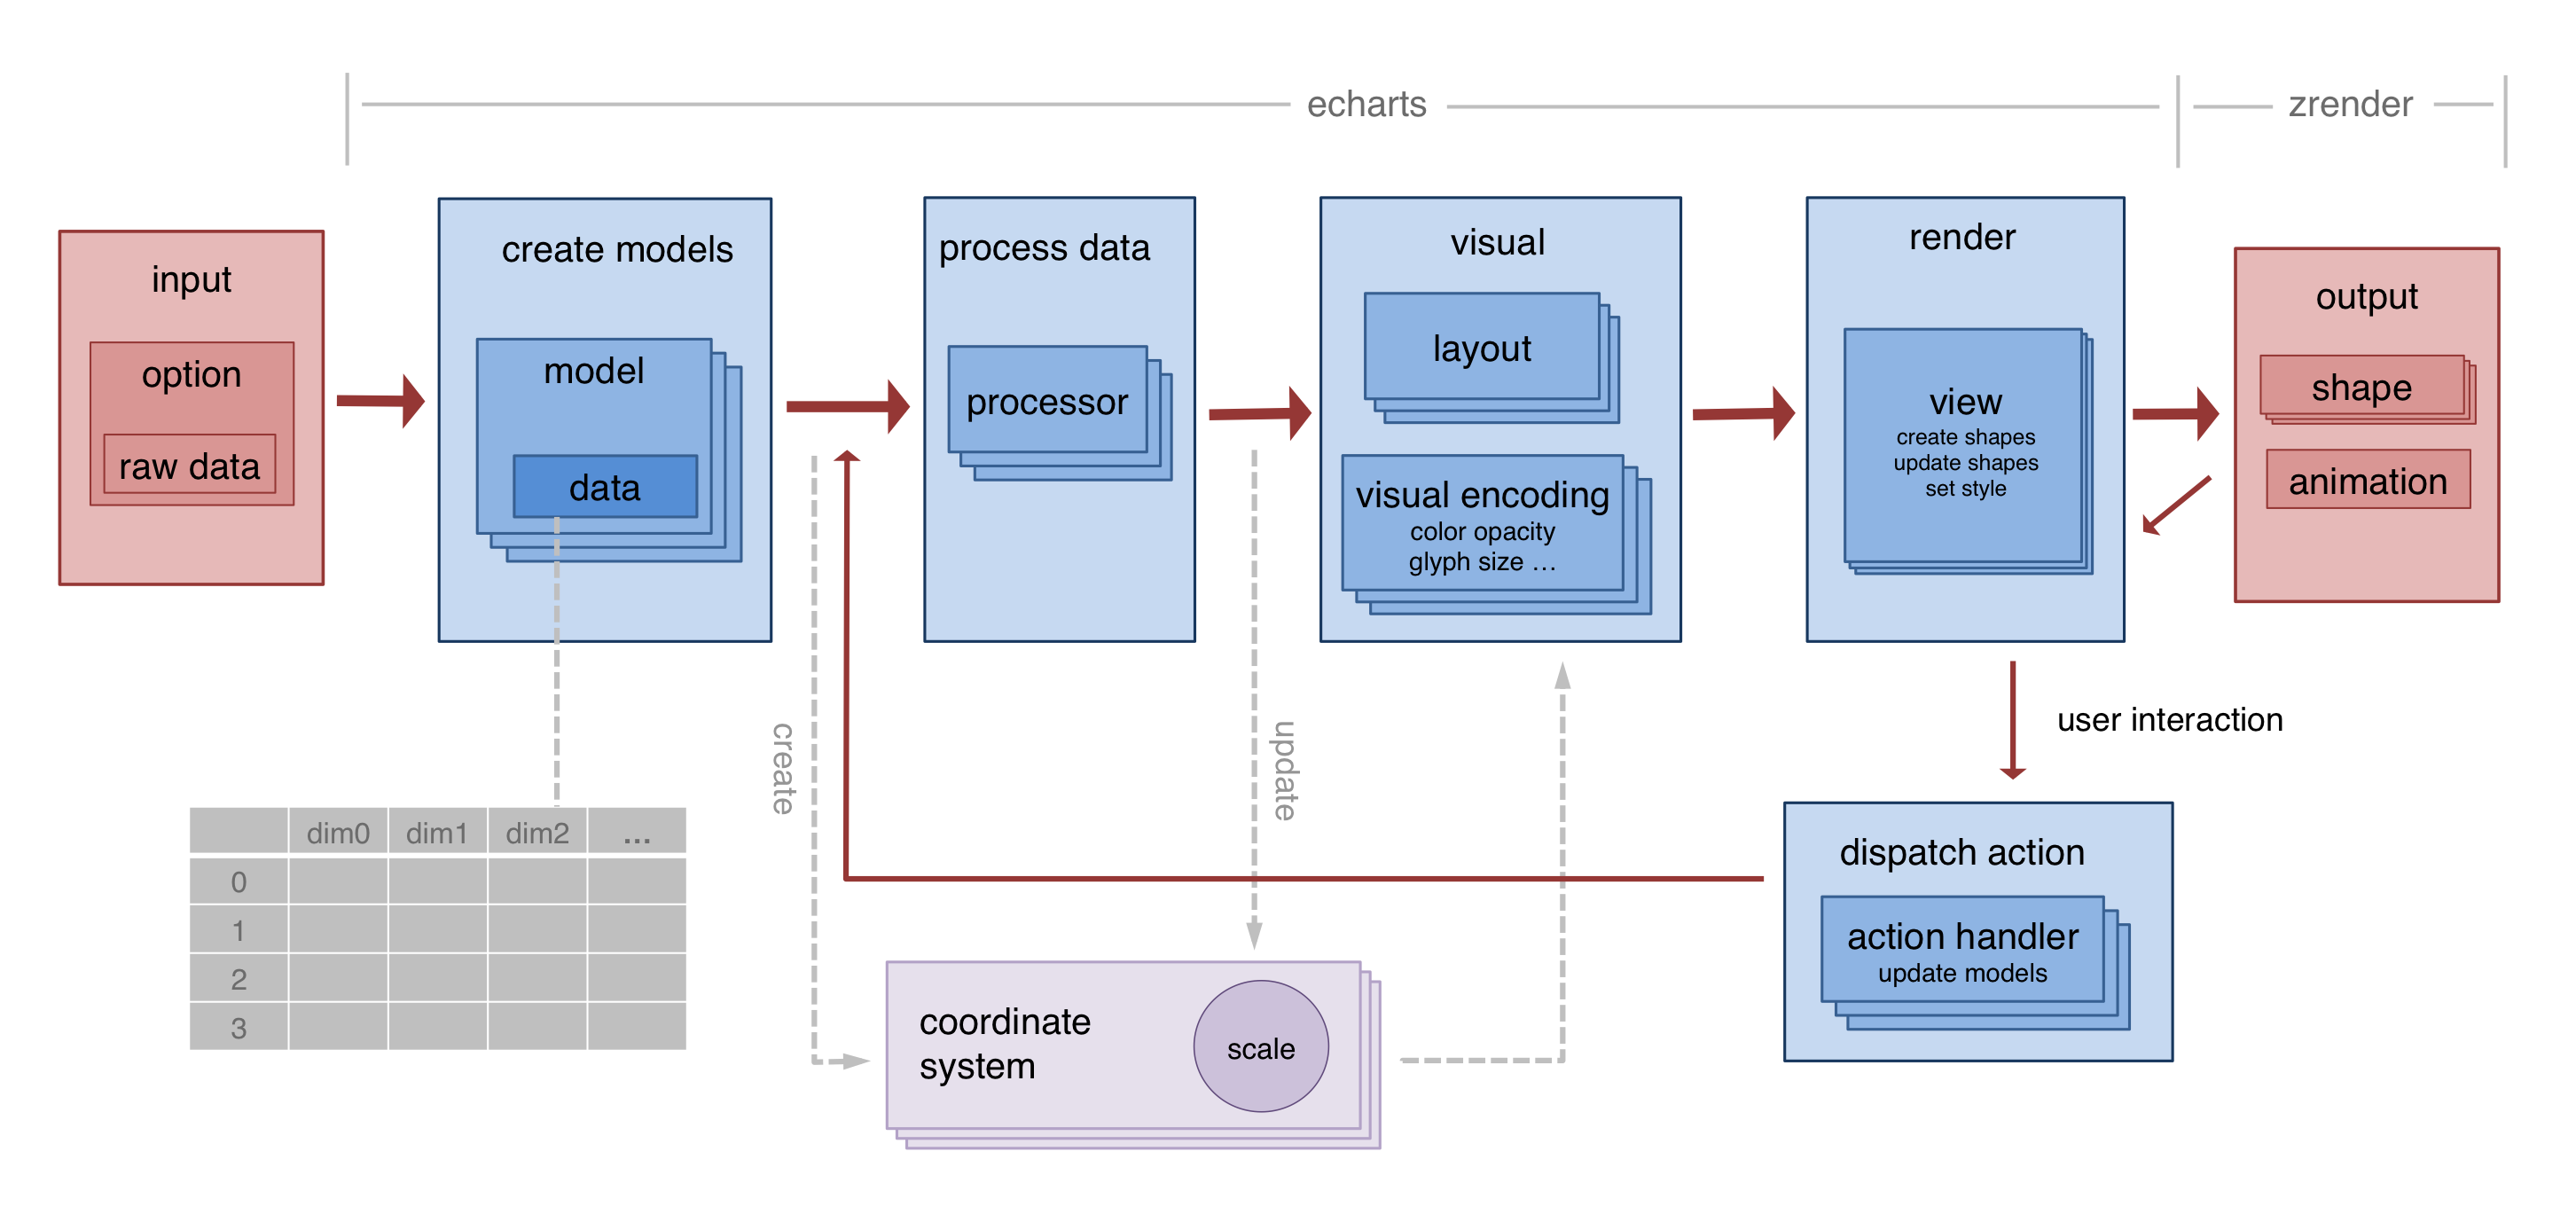 echarts
zrender
input
option
raw data
create models
model
data
process data
processor
visual
layout
visual encoding
color opacity
glyph size …
render
view
create shapes
update shapes
set style
output
shape
animation
create
update
user interaction
dim0 dim1 dim2 ...
0
1
2
3
coordinate
system
scale
dispatch action
action handler
update models